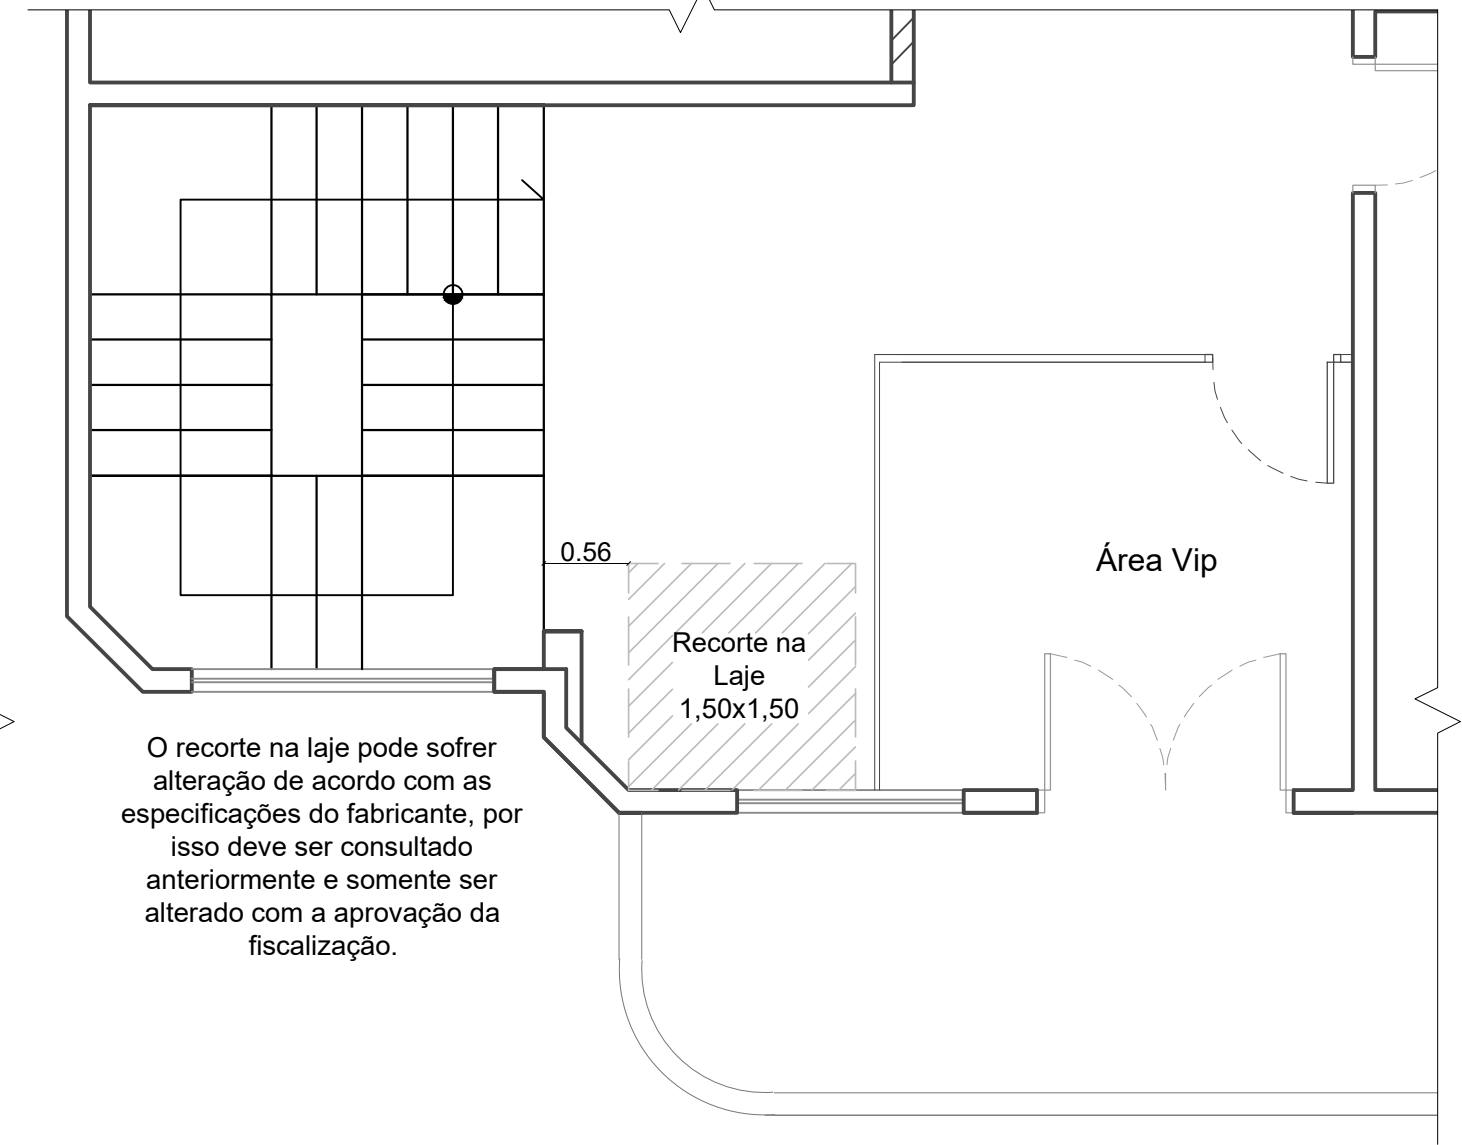 0.56
Área Vip
Recorte na
Laje
1,50x1,50
O recorte na laje pode sofrer
alteração de acordo com as
especificações do fabricante, por
isso deve ser consultado
anteriormente e somente ser
alterado com a aprovação da
fiscalização.